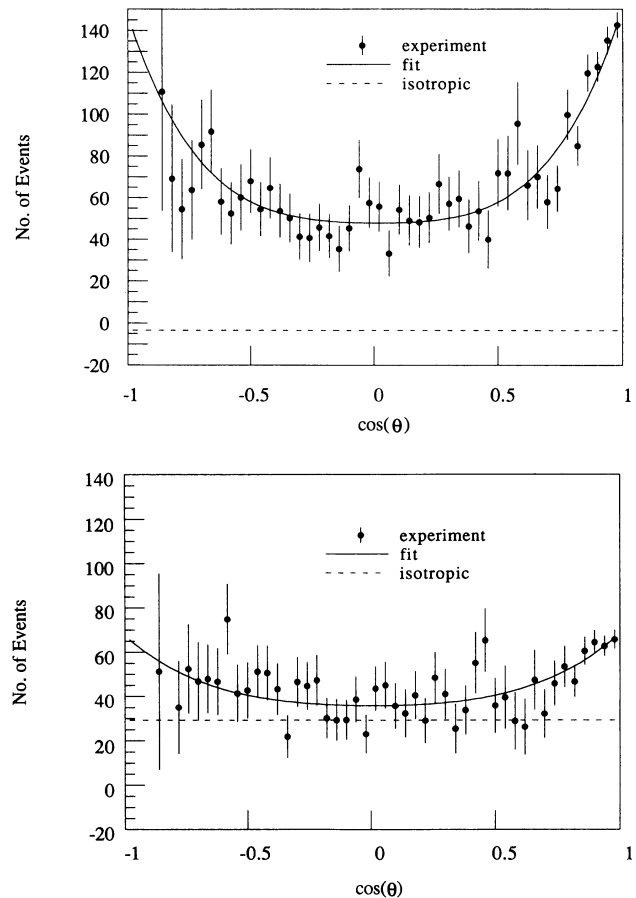 140
120
100
80
60
40
20
0
-20
No. of Events
experiment
fit
isotropic
-1 -0.5 0 0.5 1
cos(θ)
140
120
100
80
60
40
20
0
-20
No. of Events
experiment
fit
isotropic
-1 -0.5 0 0.5 1
cos(θ)